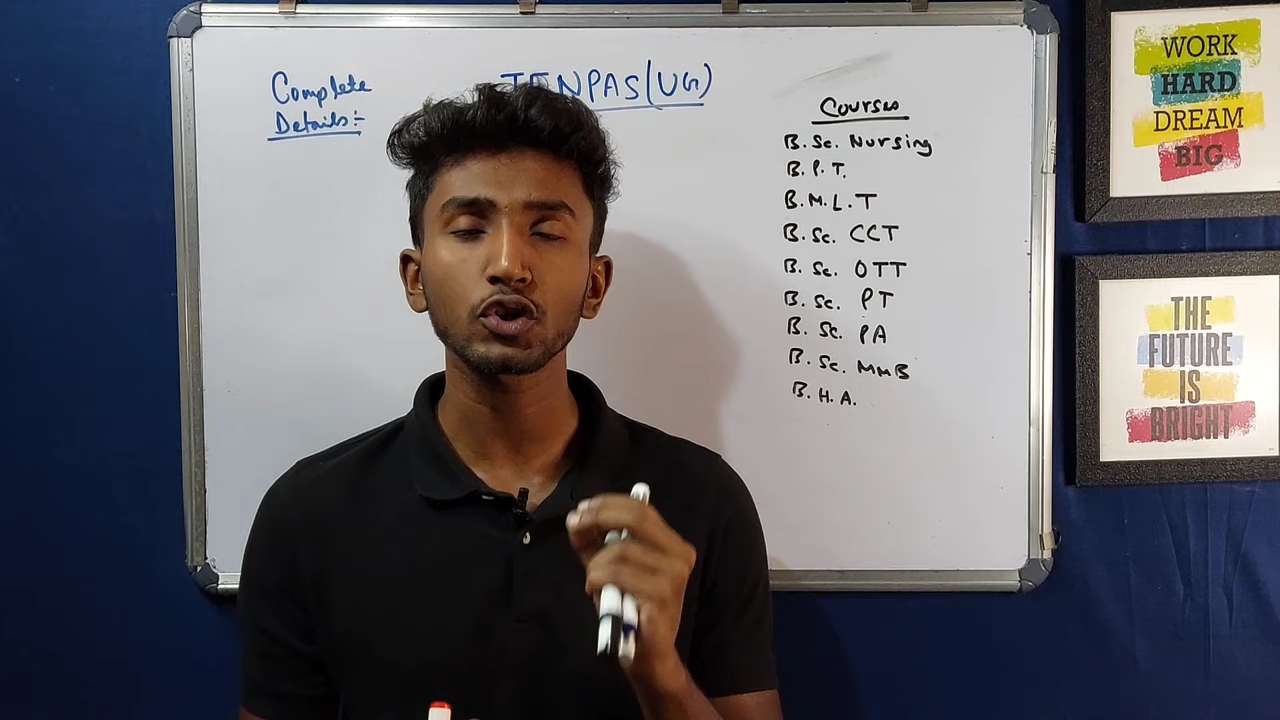 Complete
Details:-
JENPAS(UG)
Courses
B. Sc. Nursing
B. P. T.
B. M. L. T
B. Sc. CCT
B. Sc. OTT
B. Sc. PT
B. Sc. PA
B. Sc. MMB
B. H. A.
WORK
HARD
DREAM
BIG
THE
FUTURE
IS
BRIGHT